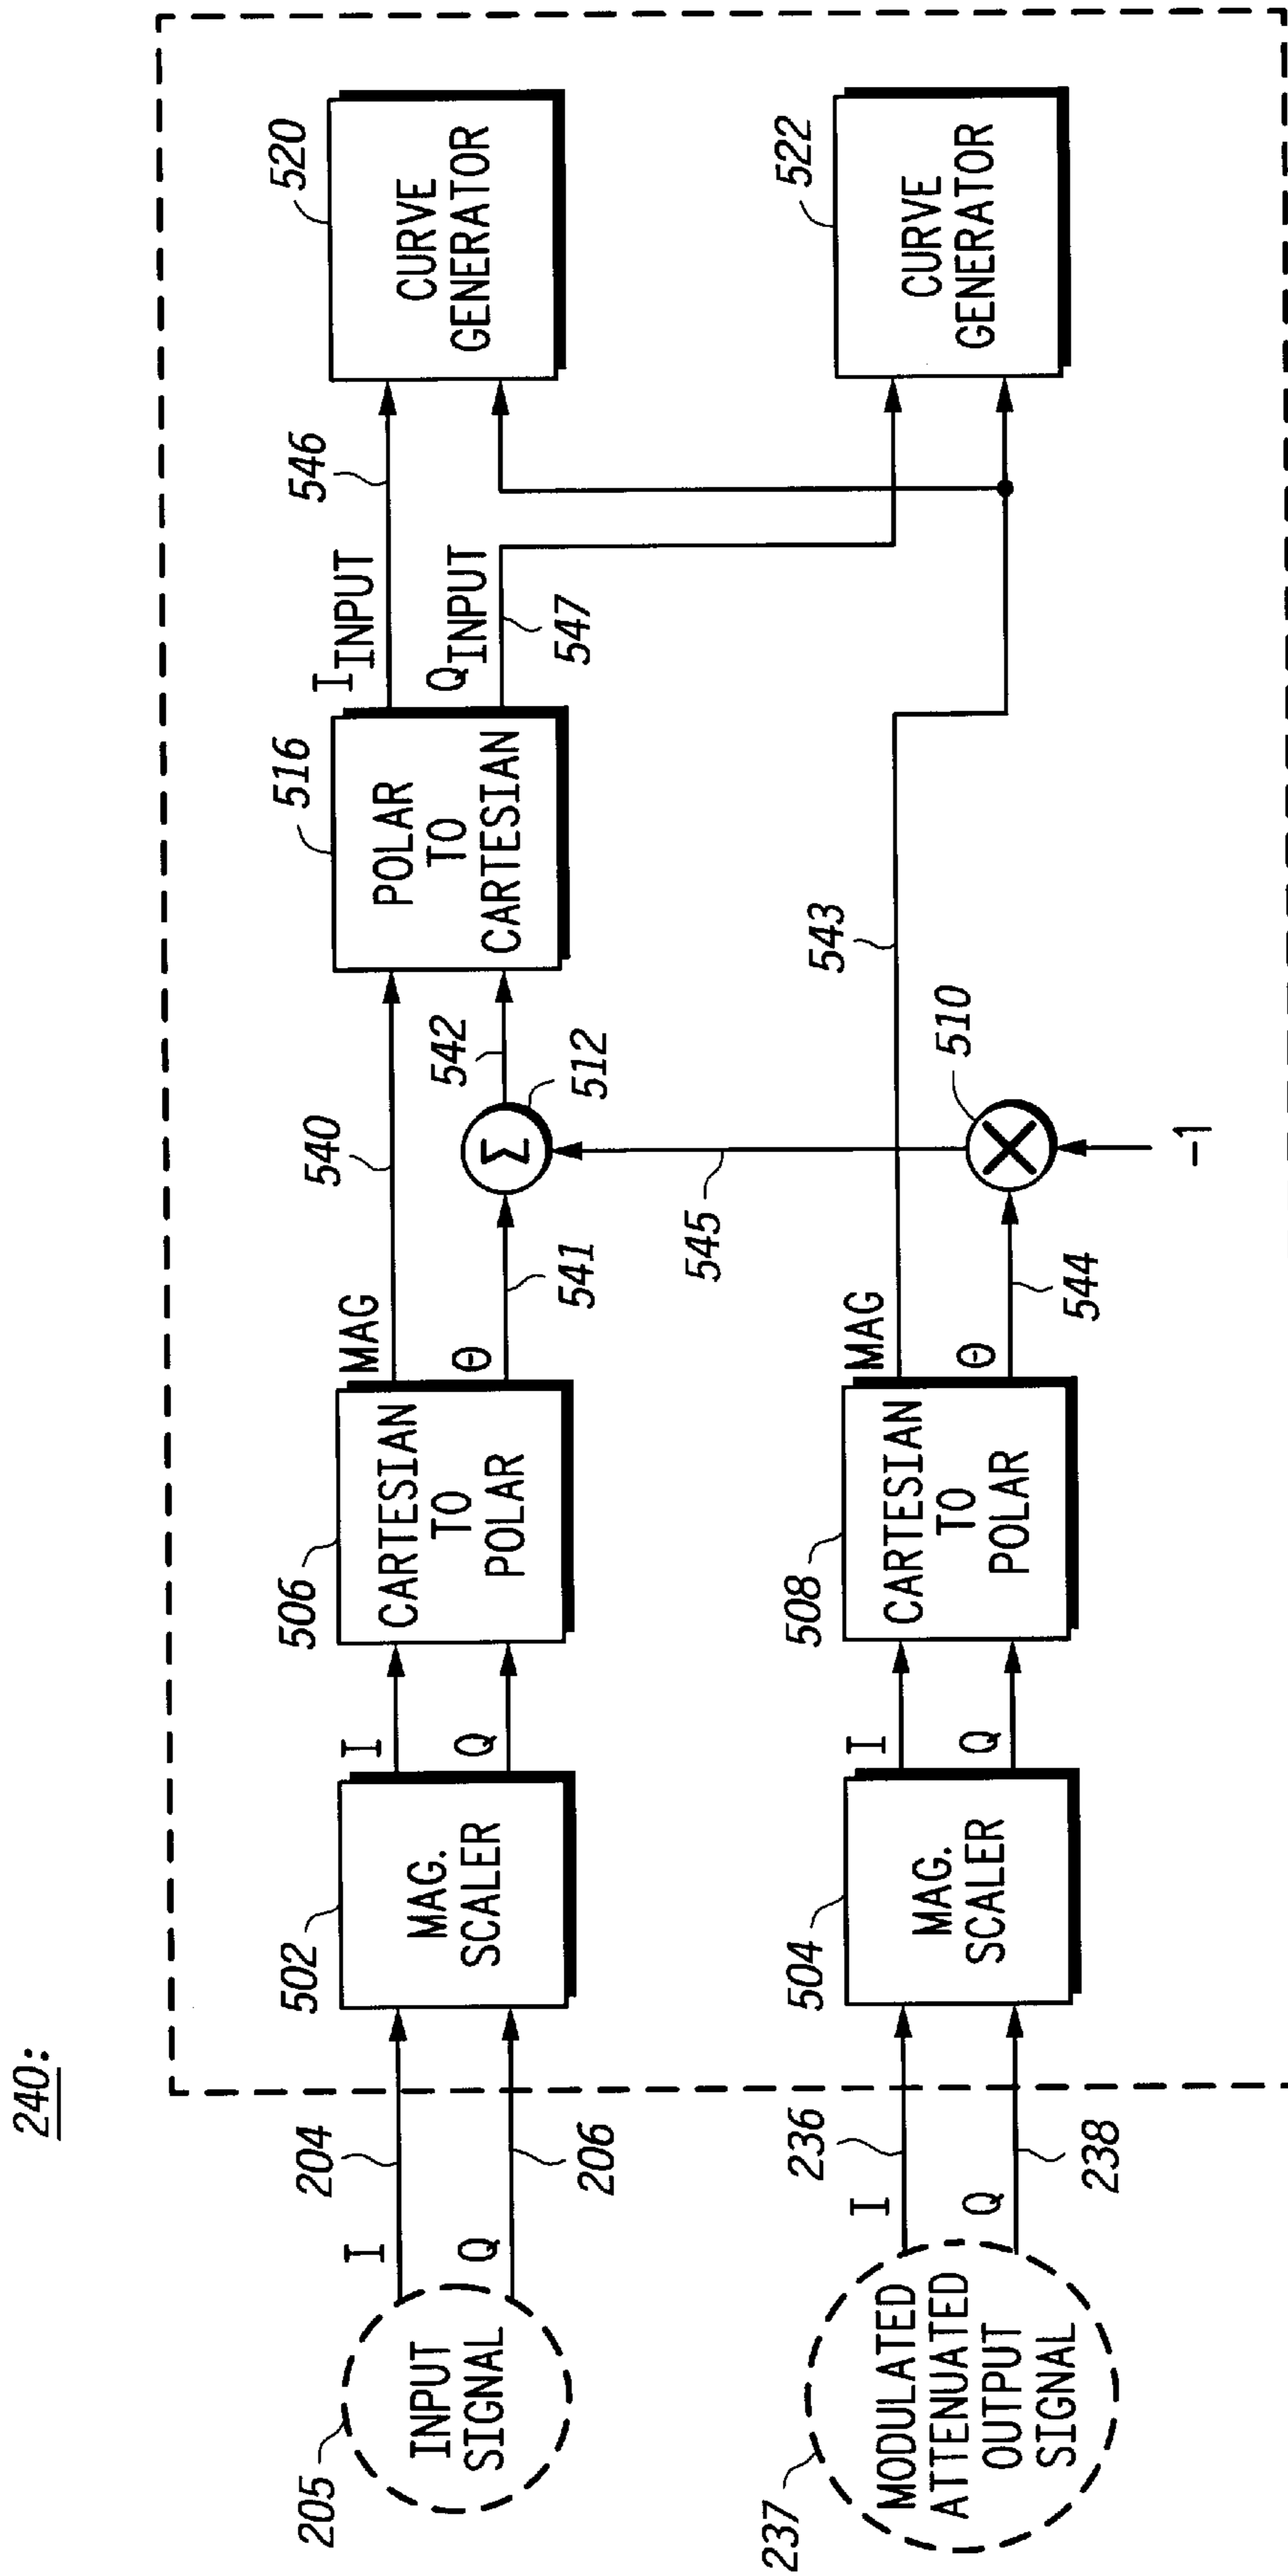 240:
205
INPUT
SIGNAL
I
204
Q
206
502
MAG.
SCALER
I
Q
506
CARTESIAN
TO
POLAR
MAG
540
Θ
541
Σ
512
542
516
POLAR
TO
CARTESIAN
I INPUT
546
Q INPUT
547
520
CURVE
GENERATOR
237
MODULATED
ATTENUATED
OUTPUT
SIGNAL
I
236
Q
238
504
MAG.
SCALER
I
Q
508
CARTESIAN
TO
POLAR
MAG
543
Θ
544
545
510
-1
522
CURVE
GENERATOR